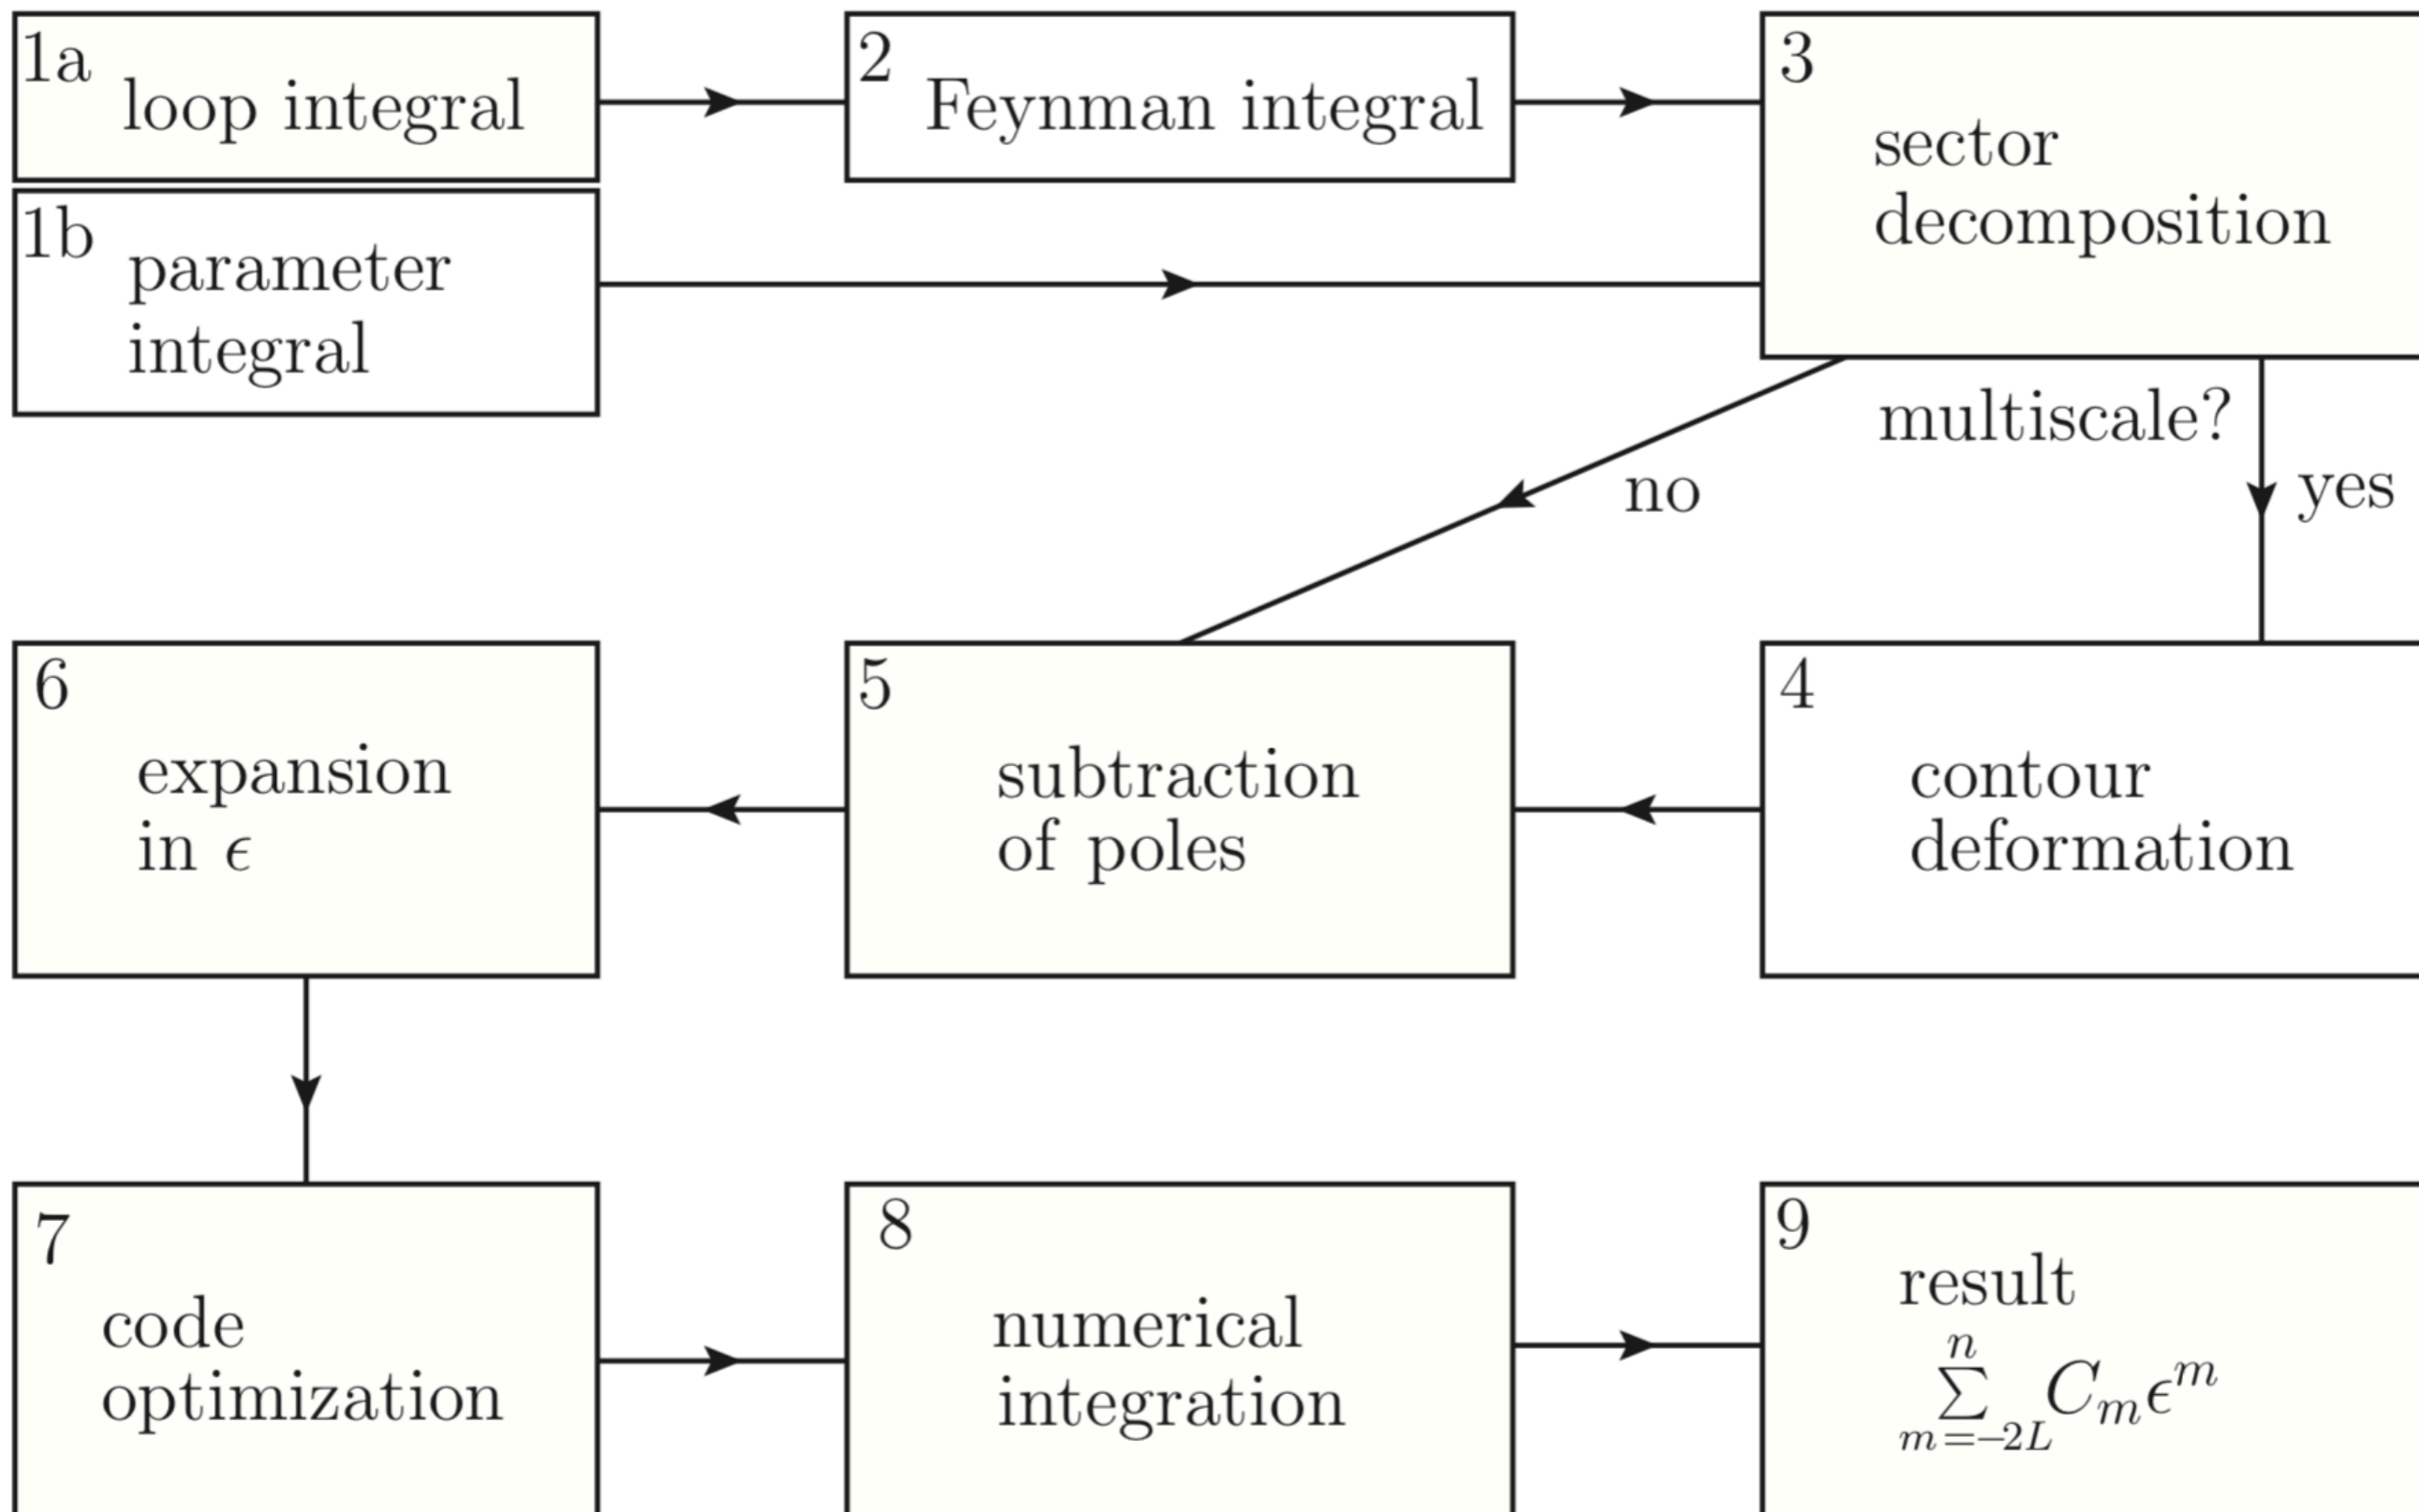 1a
loop integral
2
Feynman integral
3
sector
decomposition
1b
parameter
integral
multiscale?
no
yes
6
expansion
in ϵ
5
subtraction
of poles
4
contour
deformation
7
code
optimization
8
numerical
integration
9
result
n
∑ C_m ϵ^m
m=−2L